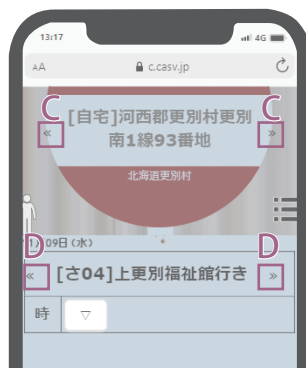 13:17
4G
AA
c.casv.jp
C
C
«
[自宅]河西郡更別村更別
»
南1線93番地
北海道更別村
月09日 (水)
D
D
«
[さ04]上更別福祉館行き
»
時
▽